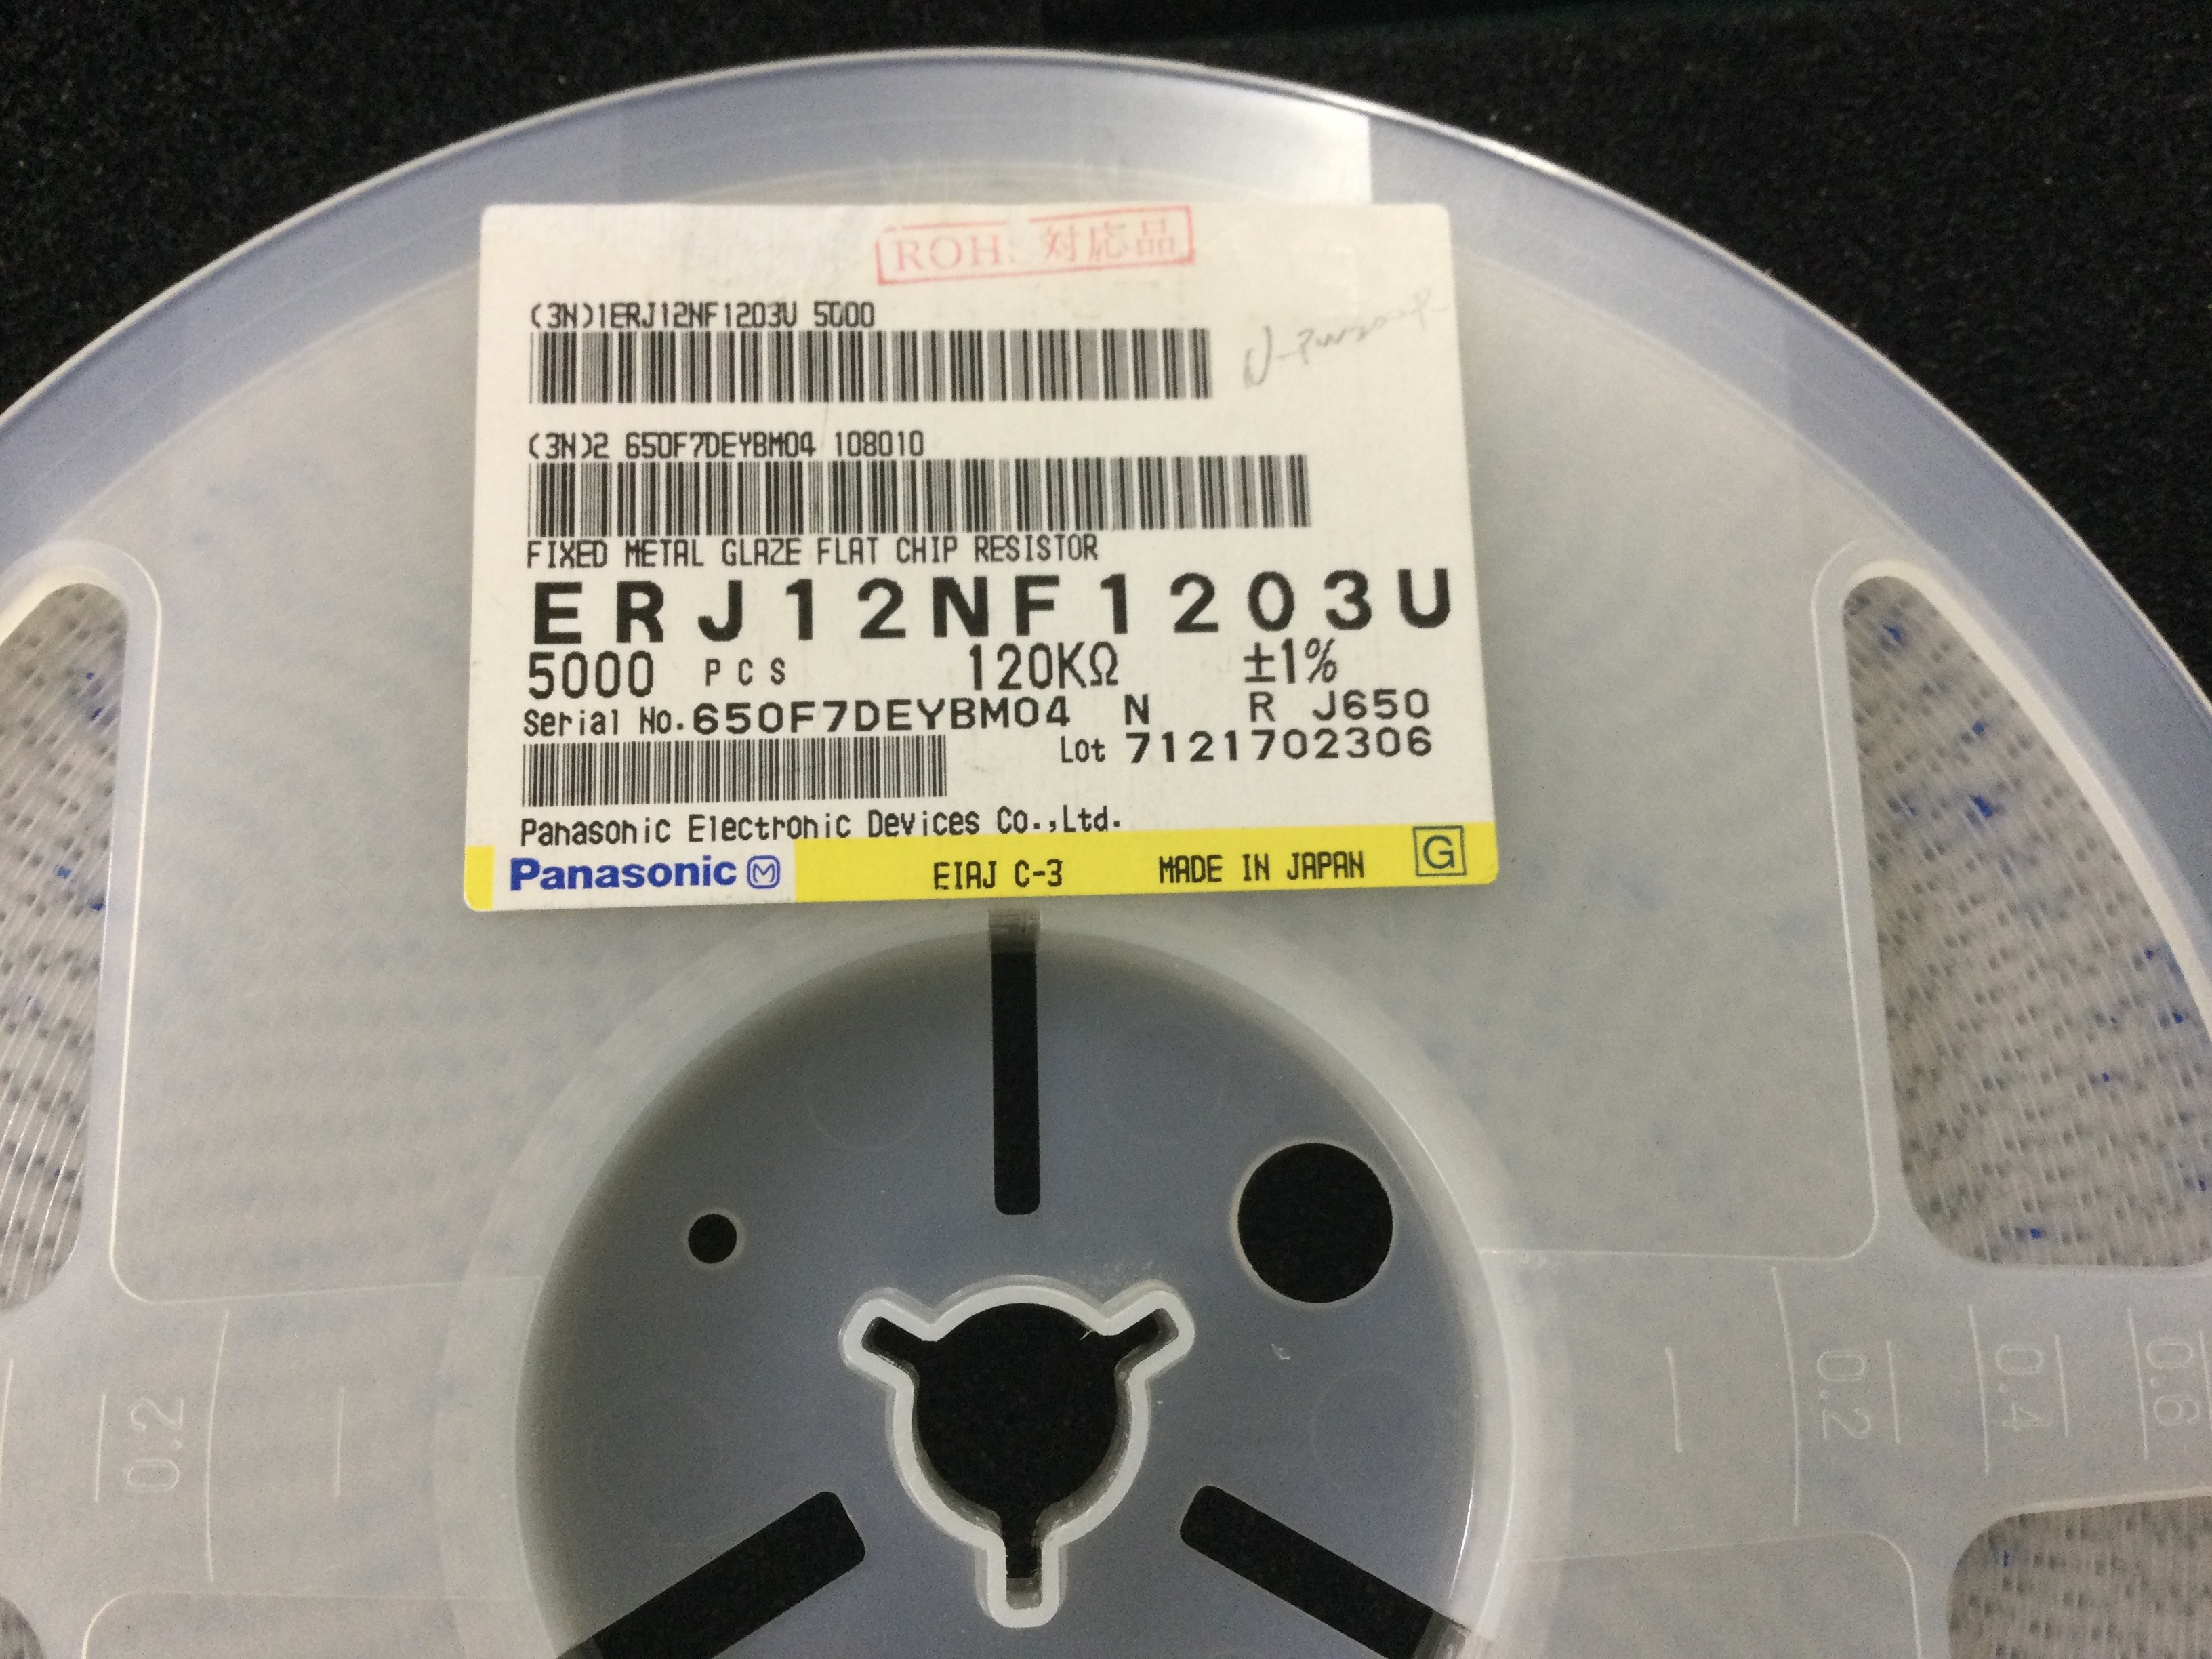 ROH 対応品
(3N)1ERJ12NF1203U 5000
(3N)2 650F7DEYBM04 108010
FIXED METAL GLAZE FLAT CHIP RESISTOR
ERJ12NF1203U
5000 PCS 120KΩ ±1%
Serial No.650F7DEYBM04 N R J650
Lot 7121702306
Panasonic Electronic Devices Co.,Ltd.
Panasonic M EIAJ C-3 MADE IN JAPAN G
0.2
0.2
0.4
0.6